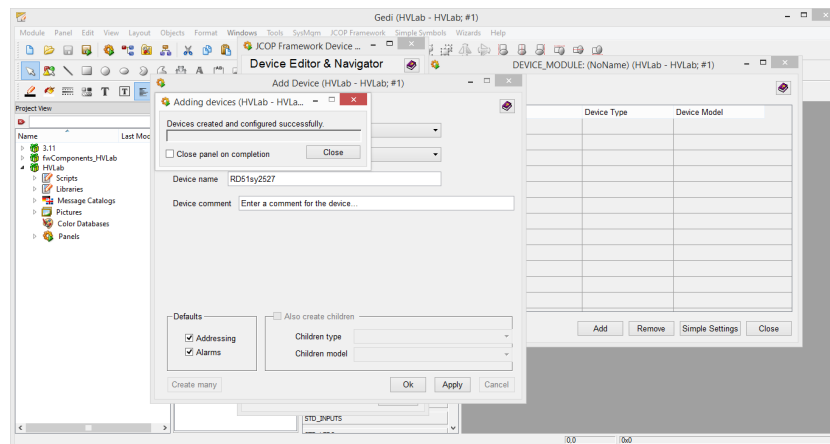 Gedi (HVLab - HVLab; #1)
Module Panel Edit View Layout Objects Format Windows Tools SysMgm JCOP Framework Simple Symbols Wizards Help
JCOP Framework Device ...
Device Editor & Navigator
DEVICE_MODULE: (NoName) (HVLab - HVLab; #1)
Add Device (HVLab - HVLab; #1)
Project View
Adding devices (HVLab - HVLa...
Devices created and configured successfully.
Close panel on completion
Close
Device Type Device Model
Name Last Moc
3.11
fwComponents_HVLab
HVLab
Scripts
Libraries
Message Catalogs
Pictures
Color Databases
Panels
Device name RD51sy2527
Device comment Enter a comment for the device...
Defaults
Addressing
Alarms
Also create children
Children type
Children model
Add Remove Simple Settings Close
Create many Ok Apply Cancel
STD_INPUTS
0,0 0x0